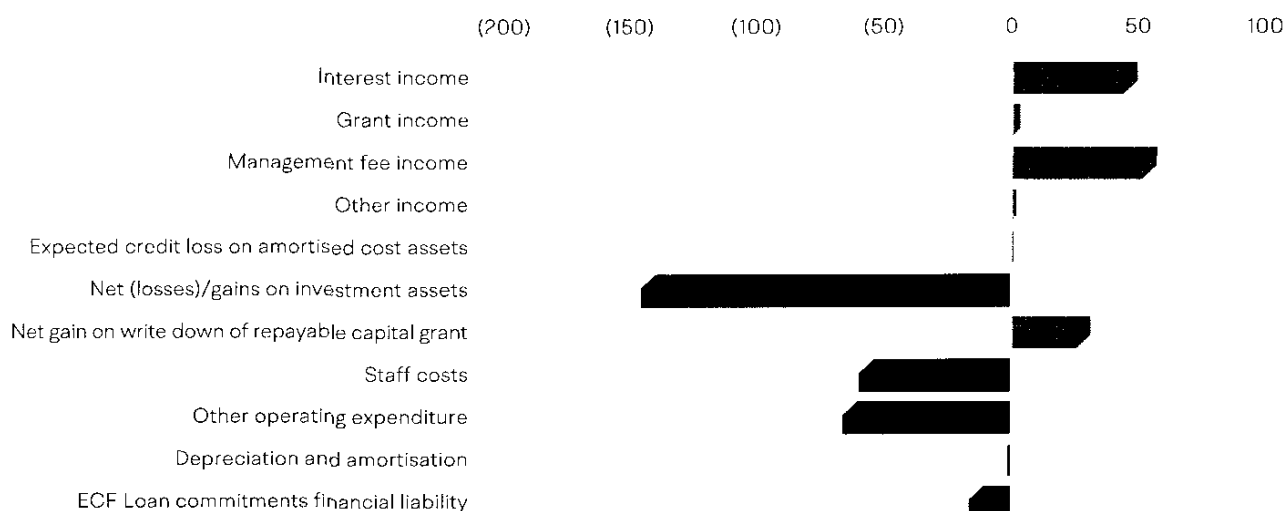 (200) (150) (100) (50) 0 50 100
Interest income
Grant income
Management fee income
Other income
Expected credit loss on amortised cost assets
Net (losses)/gains on investment assets
Net gain on write down of repayable capital grant
Staff costs
Other operating expenditure
Depreciation and amortisation
ECF Loan commitments financial liability